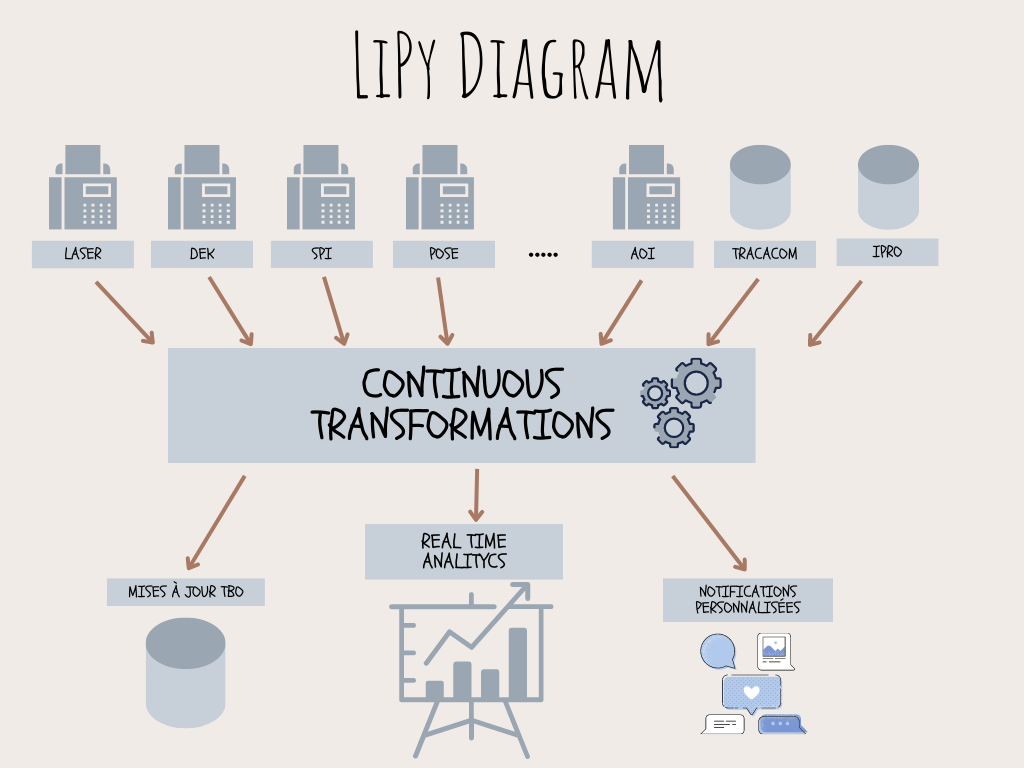 LiPy Diagram
LASER
DEK
SPI
POSE
.....
AOI
TRACACOM
IPRO
CONTINUOUS
TRANSFORMATIONS
REAL TIME
ANALITYCS
MISES À JOUR TBO
NOTIFICATIONS
PERSONNALISÉES